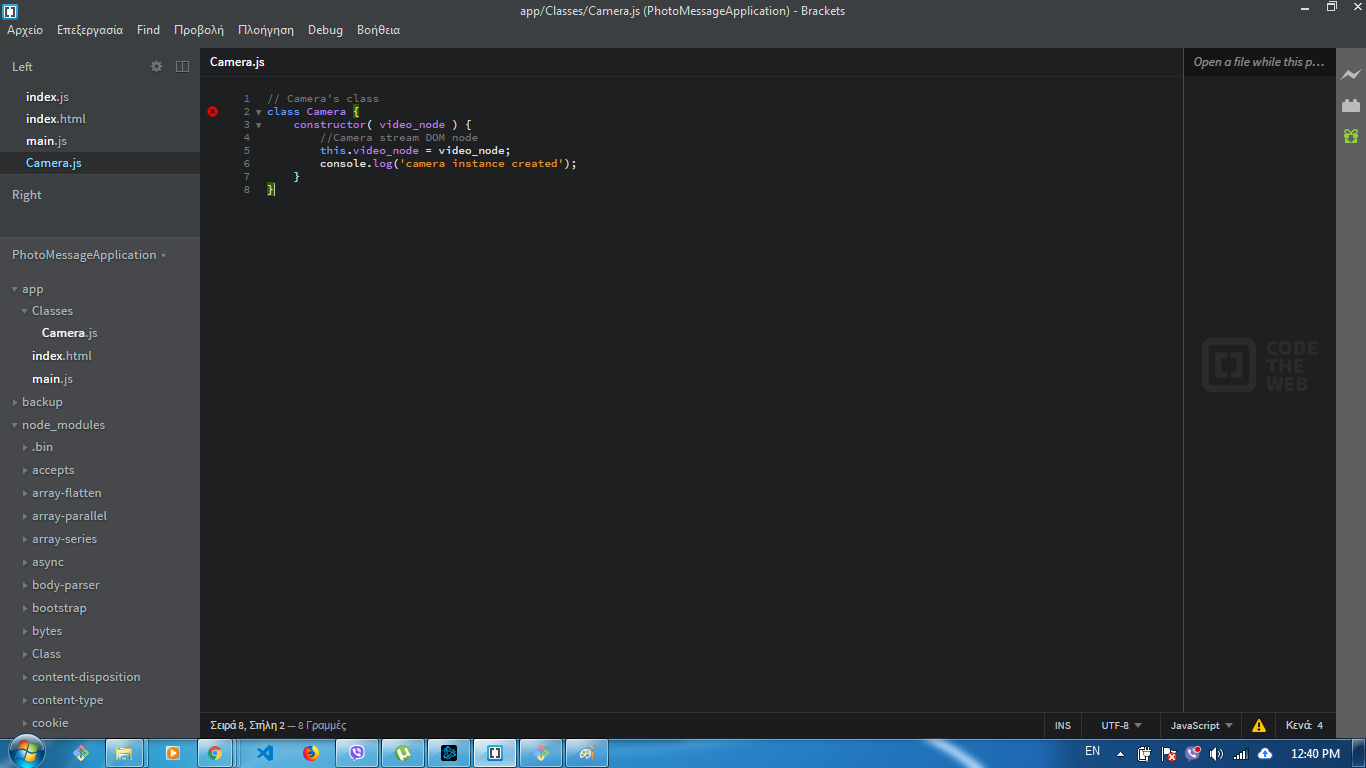 app/Classes/Camera.js (PhotoMessageApplication) - Brackets
Αρχείο Επεξεργασία Find Προβολή Πλοήγηση Debug Βοήθεια
Left
index.js
index.html
main.js
Camera.js
Right
PhotoMessageApplication
app
Classes
Camera.js
index.html
main.js
backup
node_modules
.bin
accepts
array-flatten
array-parallel
array-series
async
body-parser
bootstrap
bytes
Class
content-disposition
content-type
cookie
Camera.js
1 // Camera's class
2 class Camera {
3 constructor( video_node ) {
4 //Camera stream DOM node
5 this.video_node = video_node;
6 console.log('camera instance created');
7 }
8 }
Open a file while this p...
CODE
THE
WEB
Σειρά 8, Στήλη 2 — 8 Γραμμές
INS UTF-8 JavaScript Κενά: 4
EN 12:40 PM